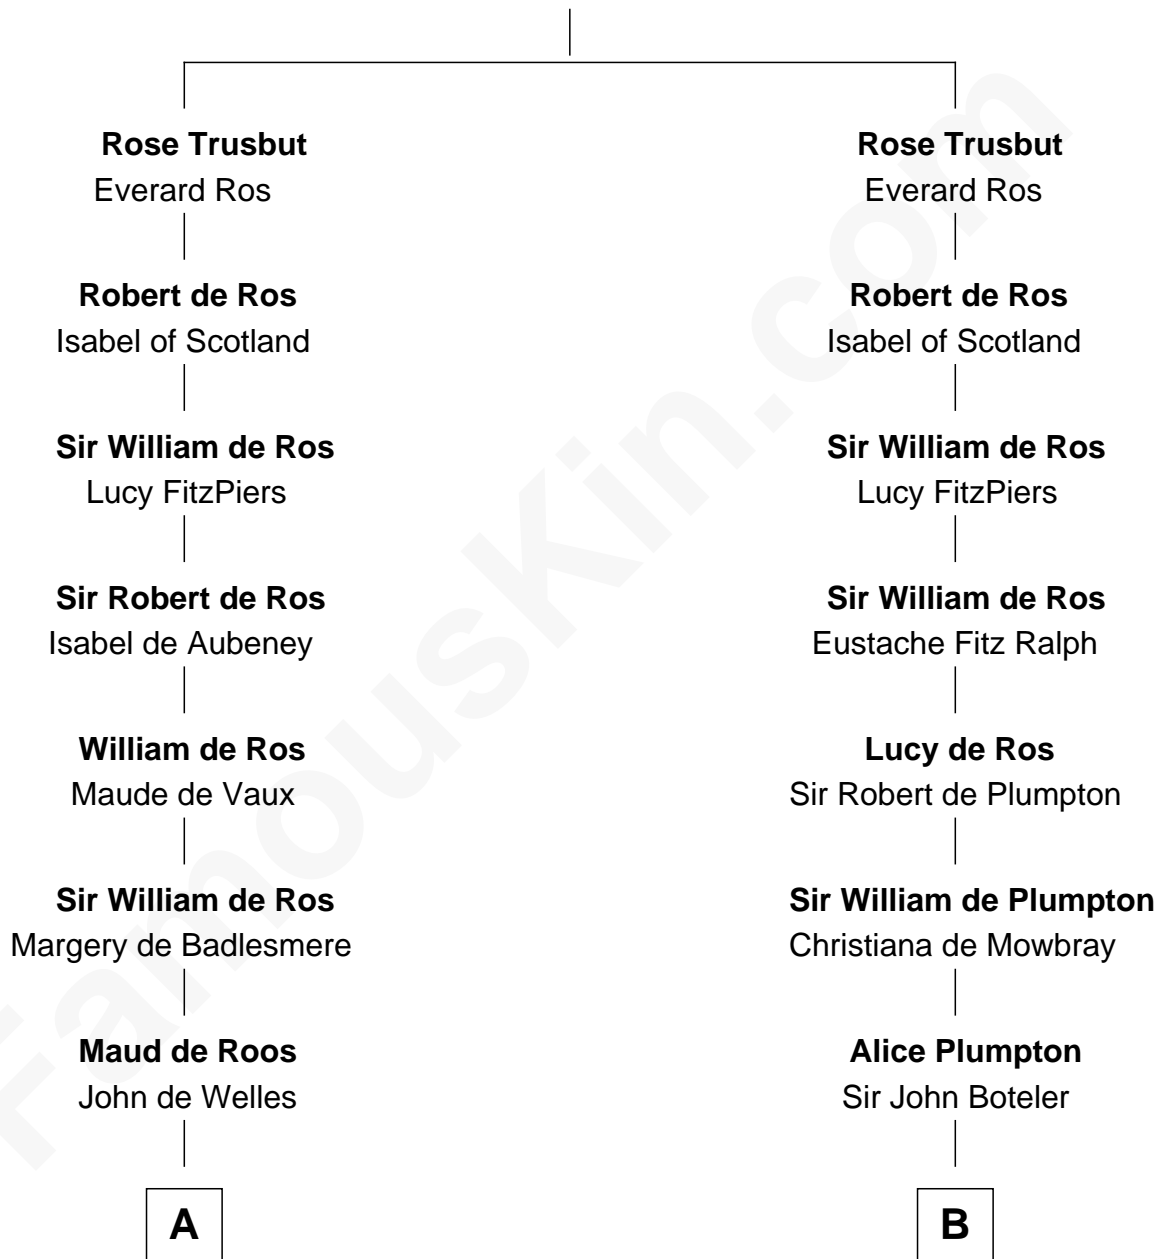 Rose Trusbut
Everard Ros
Robert de Ros
Isabel of Scotland
Sir William de Ros
Lucy FitzPiers
Sir Robert de Ros
Isabel de Aubeney
William de Ros
Maude de Vaux
Sir William de Ros
Margery de Badlesmere
Maud de Roos
John de Welles
A
Rose Trusbut
Everard Ros
Robert de Ros
Isabel of Scotland
Sir William de Ros
Lucy FitzPiers
Sir William de Ros
Eustache Fitz Ralph
Lucy de Ros
Sir Robert de Plumpton
Sir William de Plumpton
Christiana de Mowbray
Alice Plumpton
Sir John Boteler
B
FamousKin.com